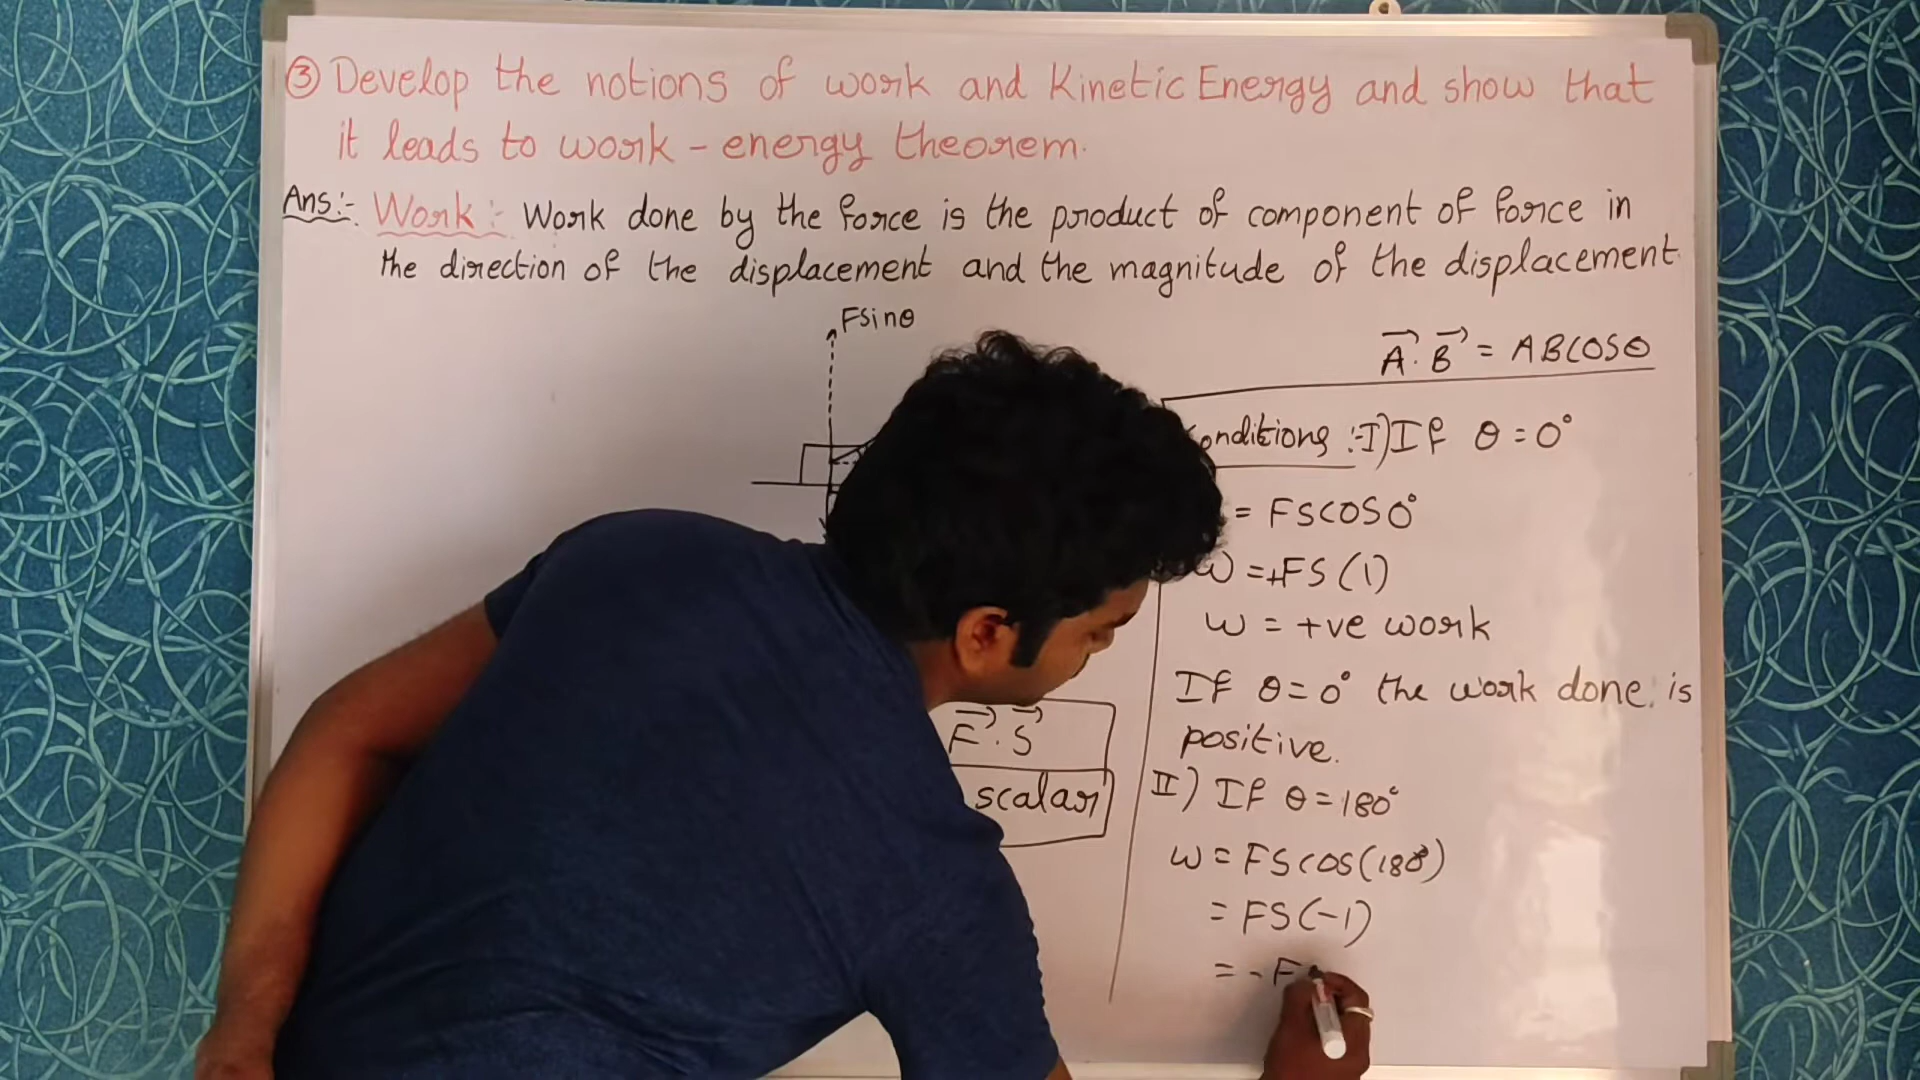 ③ Develop the notions of work and Kinetic Energy and show that
it leads to work - energy theorem.
Ans:- Work :- Work done by the force is the product of component of force in
the direction of the displacement and the magnitude of the displacement.
Fsinθ
F⃗ . S⃗
scalar
A⃗ . B⃗ = ABCOSθ
onditions :- I) If θ = 0°
= FSCOS0°
W = +FS (1)
W = +ve work
If θ = 0° the work done is
positive.
II) If θ = 180°
W = FS cos(180°)
= FS(-1)
= - F